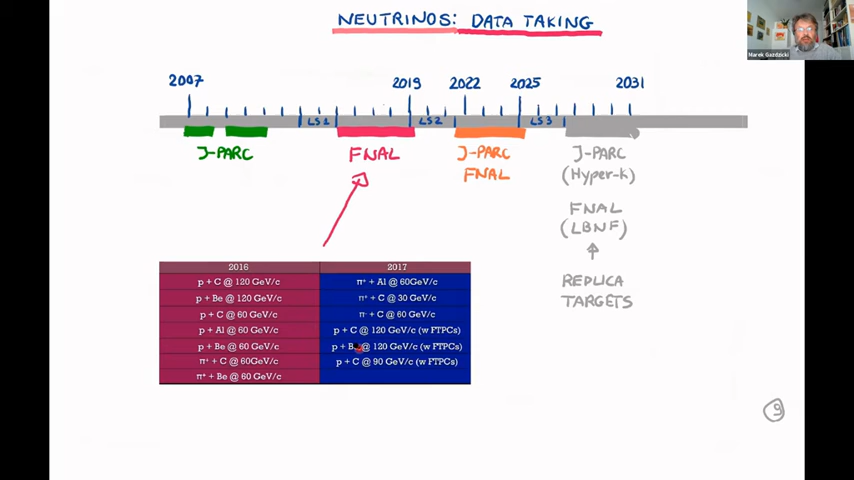 NEUTRINOS: DATA TAKING
Marek Gazdzicki
2007
2019
2022
2025
2031
LS1
LS2
LS3
J-PARC
FNAL
J-PARC
FNAL
J-PARC
(Hyper-k)
FNAL
(LBNF)
REPLICA
TARGETS
2016
2017
p + C @ 120 GeV/c
π⁺ + Al @ 60GeV/c
p + Be @ 120 GeV/c
π⁺ + C @ 30 GeV/c
p + C @ 60 GeV/c
π⁻ + C @ 60 GeV/c
p + Al @ 60 GeV/c
p + C @ 120 GeV/c (w FTPCs)
p + Be @ 60 GeV/c
p + Be @ 120 GeV/c (w FTPCs)
π⁺ + C @ 60GeV/c
p + C @ 90 GeV/c (w FTPCs)
π⁺ + Be @ 60 GeV/c
9